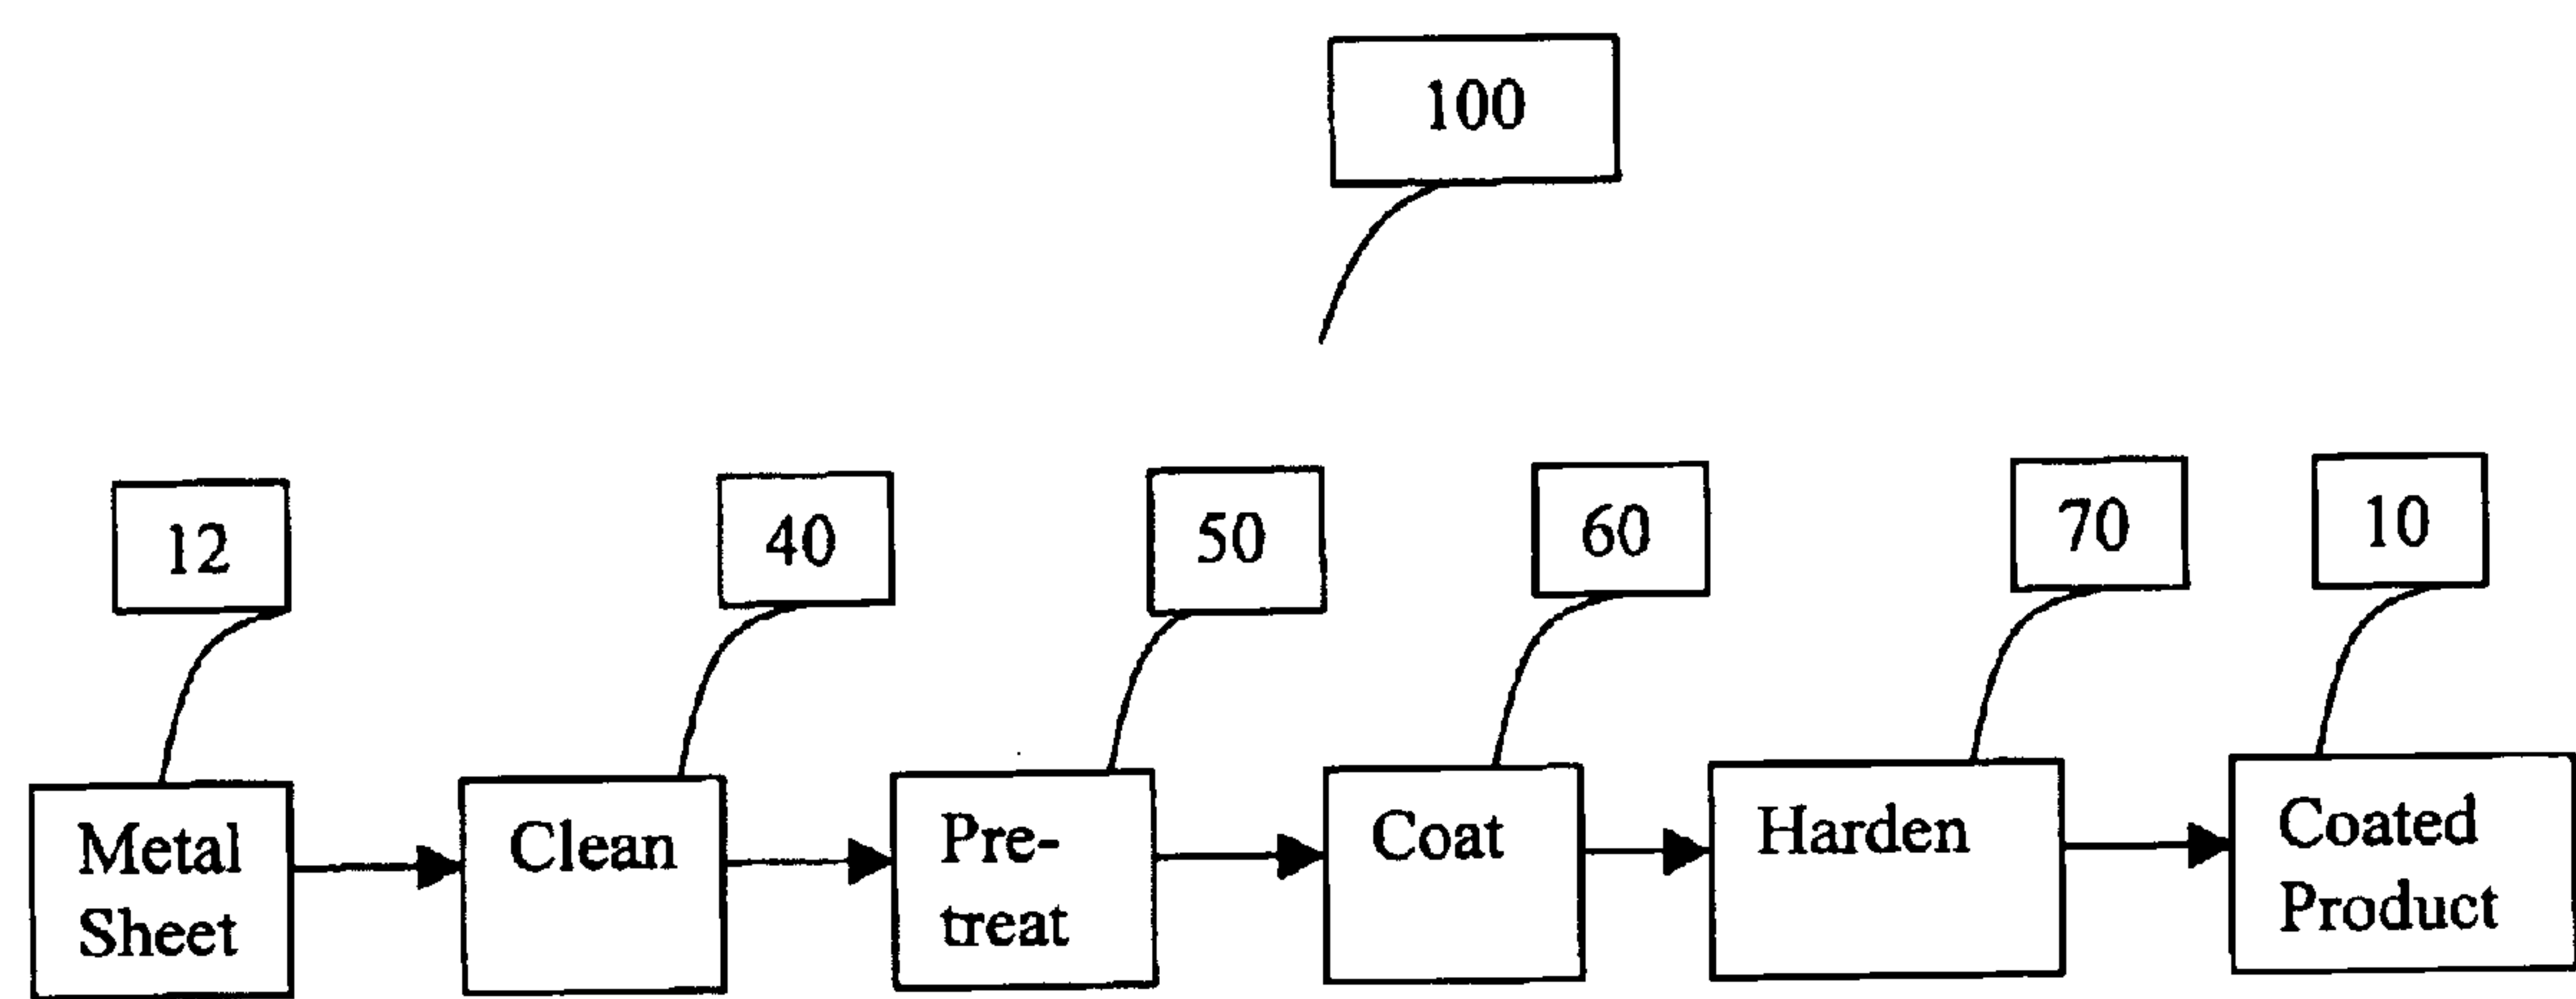 100
12
40
50
60
70
10
Metal
Sheet
Clean
Pre-
treat
Coat
Harden
Coated
Product